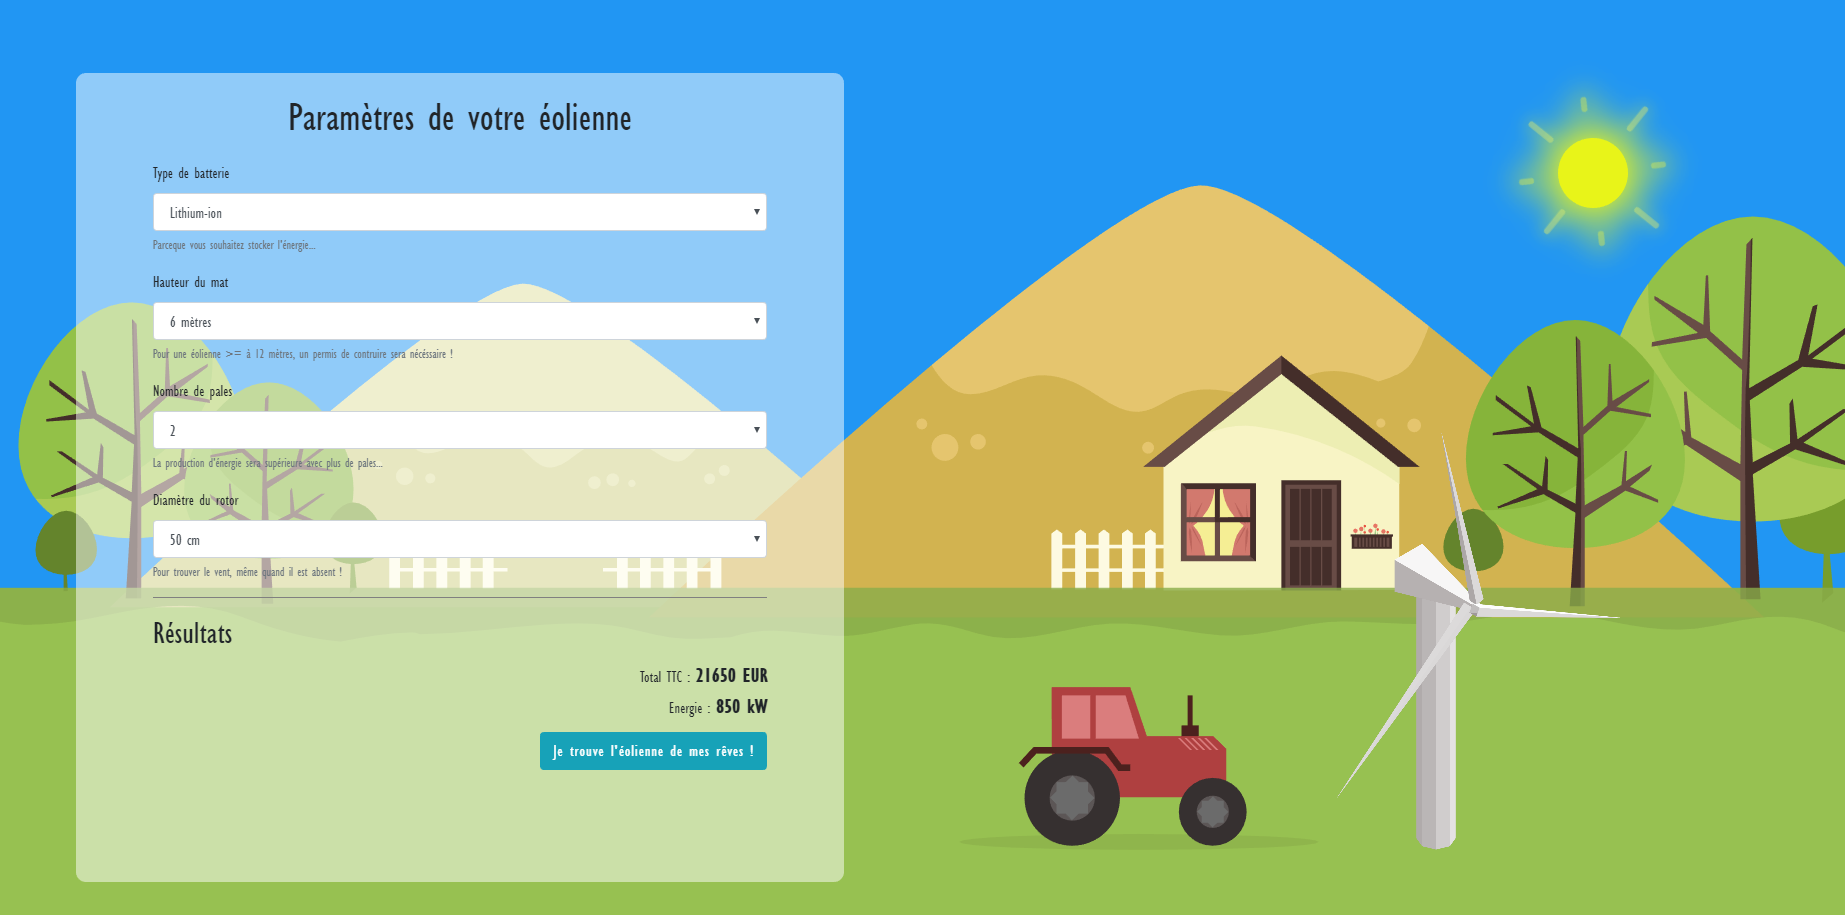 Paramètres de votre éolienne
Type de batterie
Lithium-ion
Parceque vous souhaitez stocker l'énergie...
Hauteur du mat
6 mètres
Pour une éolienne >= à 12 mètres, un permis de construire sera nécéssaire !
Nombre de pales
2
La production d'énergie sera supérieure avec plus de pales...
Diamètre du rotor
50 cm
Pour trouver le vent, même quand il est absent !
Résultats
Total TTC : 21650 EUR
Energie : 850 kW
Je trouve l'éolienne de mes rêves !